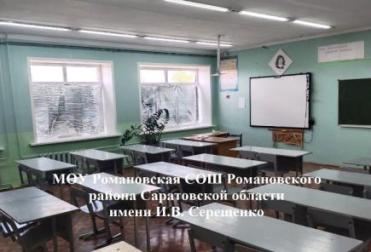 МОУ Романовская СОШ Романовского
района Саратовской области
имени И.В. Серещенко